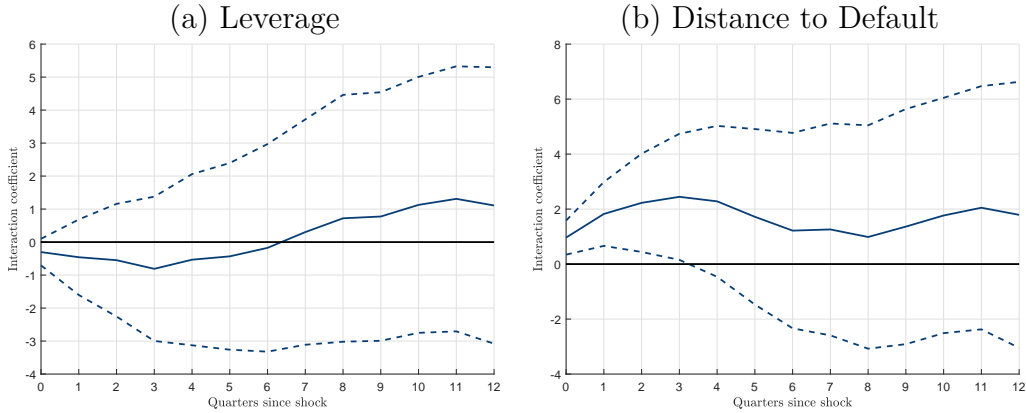 (a) Leverage
6
5
4
3
2
1
0
-1
-2
-3
-4
Interaction coefficient
0 1 2 3 4 5 6 7 8 9 10 11 12
Quarters since shock
(b) Distance to Default
8
6
4
2
0
-2
-4
Interaction coefficient
0 1 2 3 4 5 6 7 8 9 10 11 12
Quarters since shock